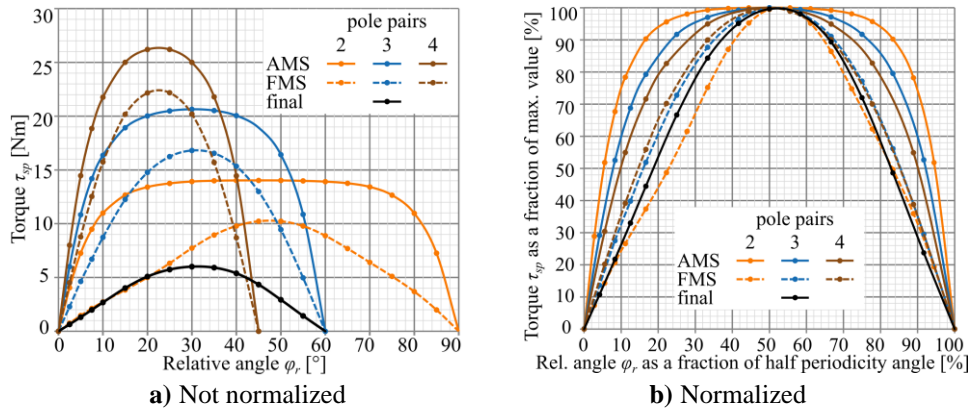 30
25
20
15
10
5
0
Torque τsp [Nm]
pole pairs
2 3 4
AMS
FMS
final
0 10 20 30 40 50 60 70 80 90
Relative angle φr [°]
a) Not normalized
100
90
80
70
60
50
40
30
20
10
0
Torque τsp as a fraction of max. value [%]
pole pairs
2 3 4
AMS
FMS
final
0 10 20 30 40 50 60 70 80 90 100
Rel. angle φr as a fraction of half periodicity angle [%]
b) Normalized